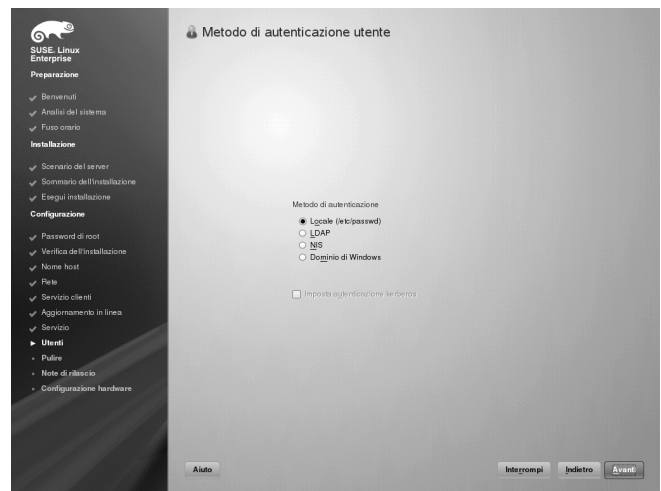 SUSE. Linux
Enterprise
Preparazione
Benvenuti
Analisi del sistema
Fuso orario
Installazione
Scenario del server
Sommario dell'installazione
Esegui installazione
Configurazione
Password di root
Verifica dell'installazione
Nome host
Rete
Servizio clienti
Aggiornamento in linea
Servizio
Utenti
Pulire
Note di rilascio
Configurazione hardware
Metodo di autenticazione utente
Metodo di autenticazione
Locale (/etc/passwd)
LDAP
NIS
Dominio di Windows
Imposta autenticazione kerberos
Aiuto
Interrompi
Indietro
Avanti